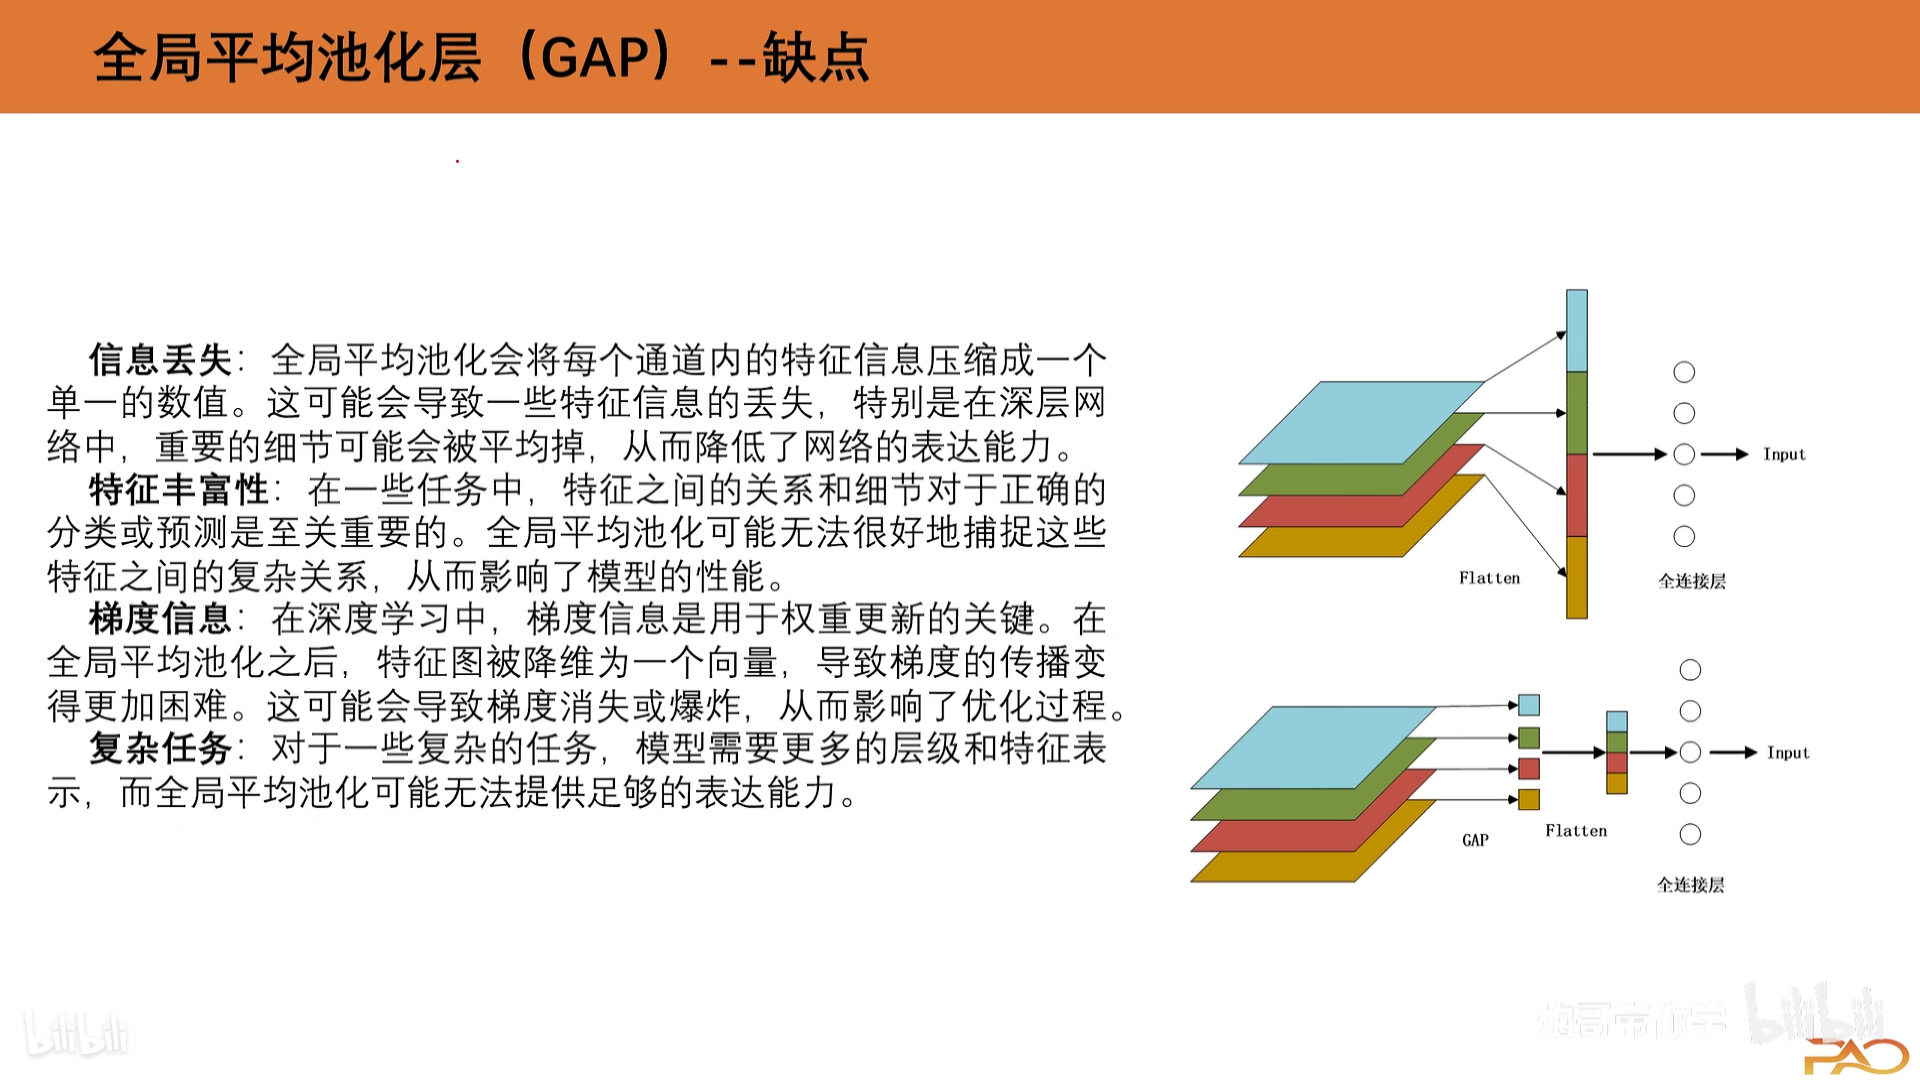 全局平均池化层（GAP）--缺点
信息丢失：全局平均池化会将每个通道内的特征信息压缩成一个
单一的数值。这可能会导致一些特征信息的丢失，特别是在深层网
络中，重要的细节可能会被平均掉，从而降低了网络的表达能力。
特征丰富性：在一些任务中，特征之间的关系和细节对于正确的
分类或预测是至关重要的。全局平均池化可能无法很好地捕捉这些
特征之间的复杂关系，从而影响了模型的性能。
梯度信息：在深度学习中，梯度信息是用于权重更新的关键。在
全局平均池化之后，特征图被降维为一个向量，导致梯度的传播变
得更加困难。这可能会导致梯度消失或爆炸，从而影响了优化过程。
复杂任务：对于一些复杂的任务，模型需要更多的层级和特征表
示，而全局平均池化可能无法提供足够的表达能力。
Input
Flatten
全连接层
Input
GAP
Flatten
全连接层
bilibili
炮哥带你学
bilibili
PAO